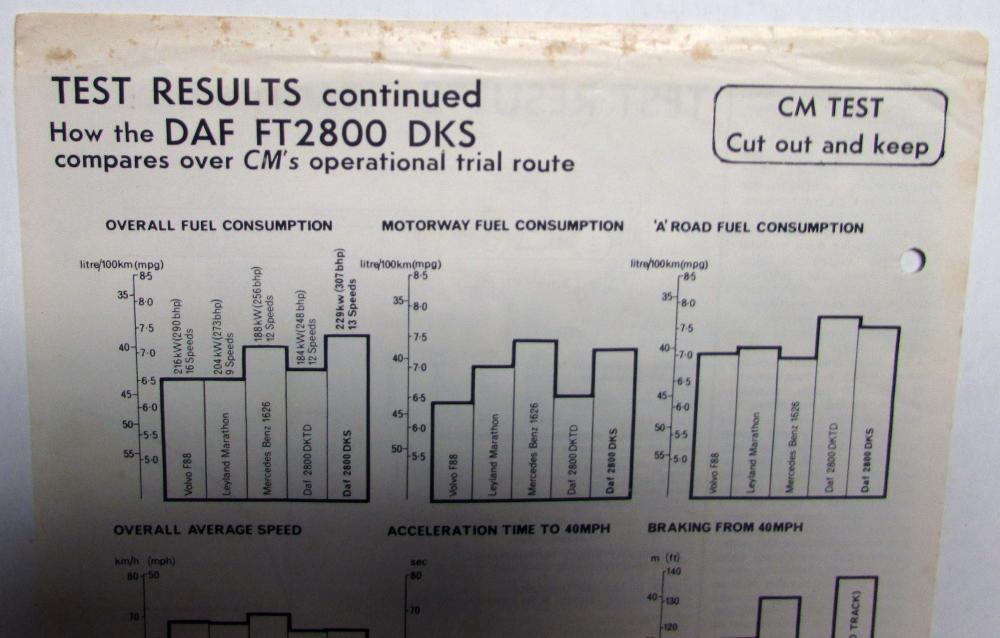 TEST RESULTS continued
How the DAF FT2800 DKS
compares over CM's operational trial route
CM TEST
Cut out and keep
OVERALL FUEL CONSUMPTION
litre/100km(mpg)
8·5
35
8·0
7·5
40
7·0
6·5
45
6·0
50
5·5
55
5·0
216kW(290bhp)
16 Speeds
204kW(273bhp)
9 Speeds
188kW(256bhp)
12 Speeds
184kW(248bhp)
12 Speeds
229kw(307bhp)
13 Speeds
Volvo F88
Leyland Marathon
Mercedes Benz 1626
Daf 2800 DKTD
Daf 2800 DKS
MOTORWAY FUEL CONSUMPTION
litre/100km(mpg)
8·5
35
8·0
7·5
40
7·0
6·5
45
6·0
50
5·5
Volvo F88
Leyland Marathon
Mercedes Benz 1626
Daf 2800 DKTD
Daf 2800 DKS
'A' ROAD FUEL CONSUMPTION
litre/100km(mpg)
8·5
35
8·0
7·5
40
7·0
6·5
45
6·0
50
5·5
55
5·0
Volvo F88
Leyland Marathon
Mercedes Benz 1626
Daf 2800 DKTD
Daf 2800 DKS
OVERALL AVERAGE SPEED
km/h (mph)
80 50
70
ACCELERATION TIME TO 40MPH
sec
80
70
BRAKING FROM 40MPH
m (ft)
140
40 130
120
TRACK)